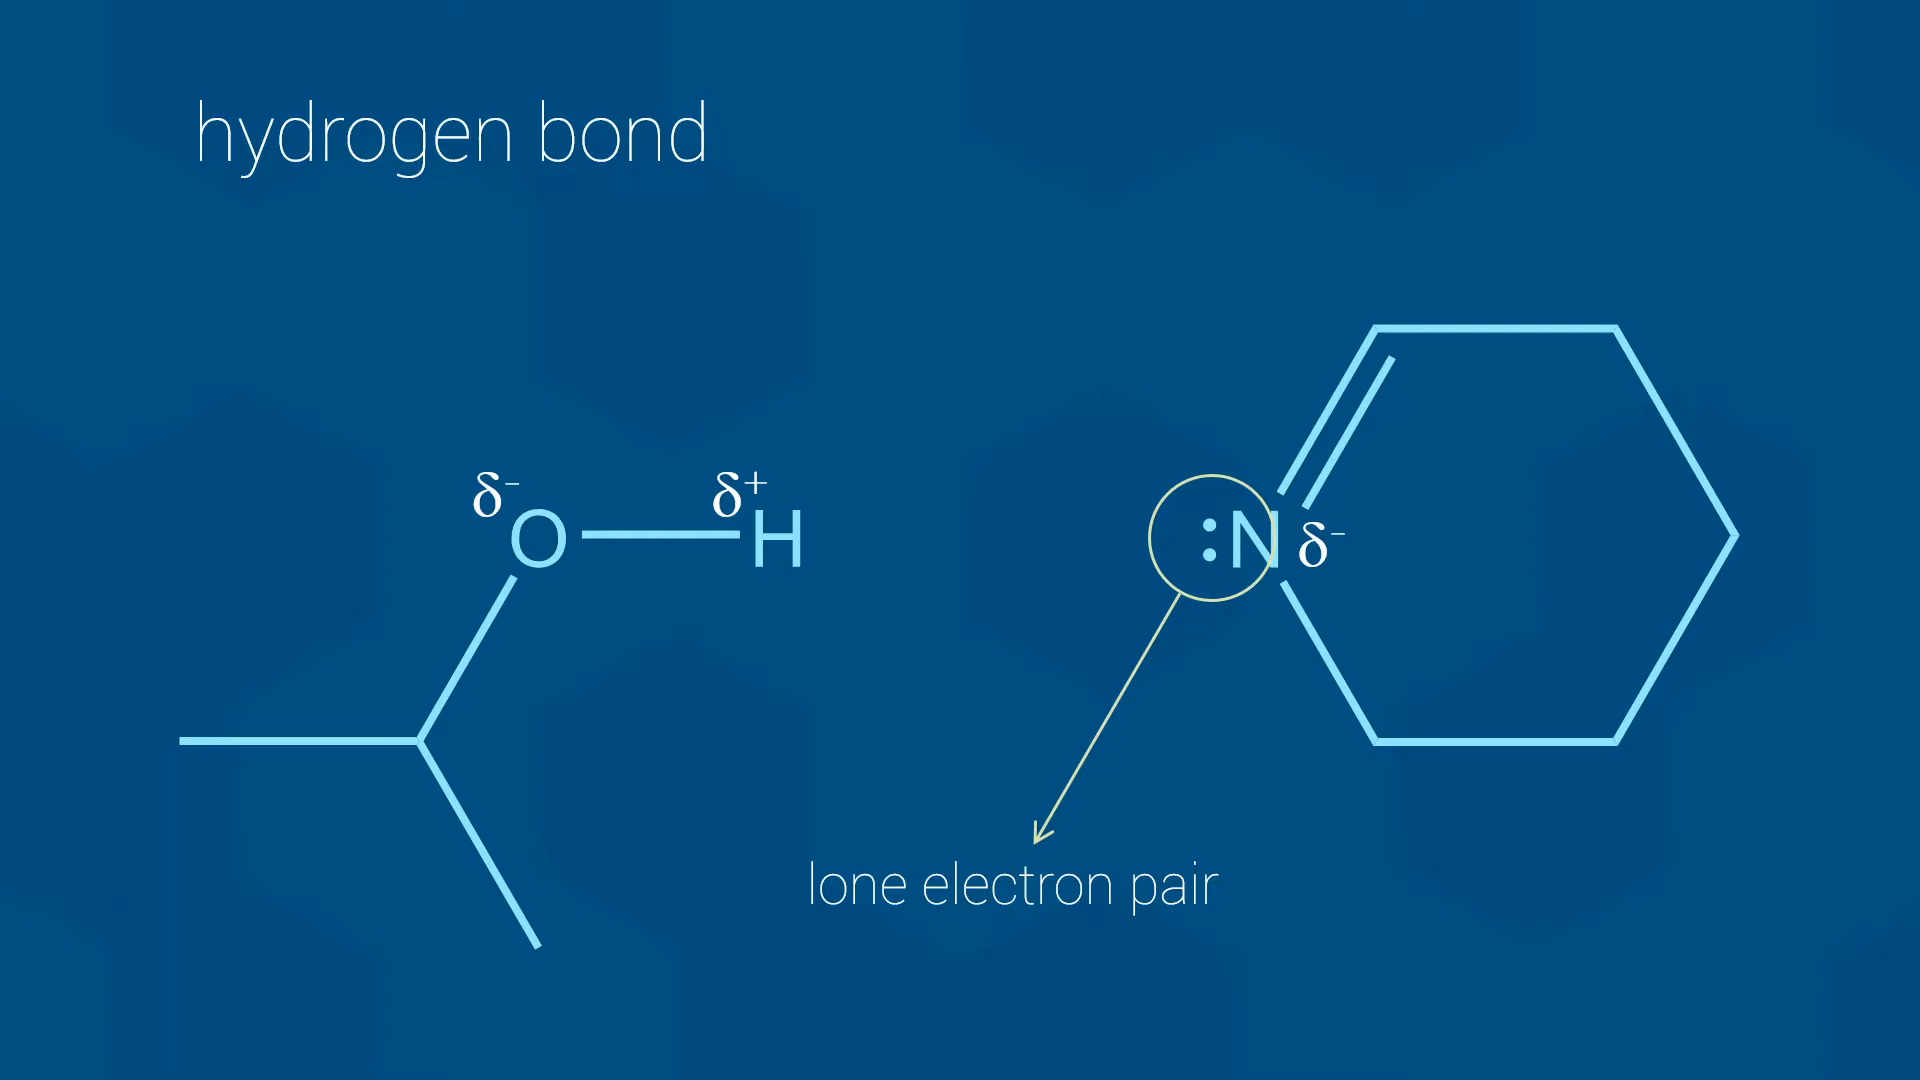 hydrogen bond
δ⁻ δ⁺
O H :N δ⁻
lone electron pair